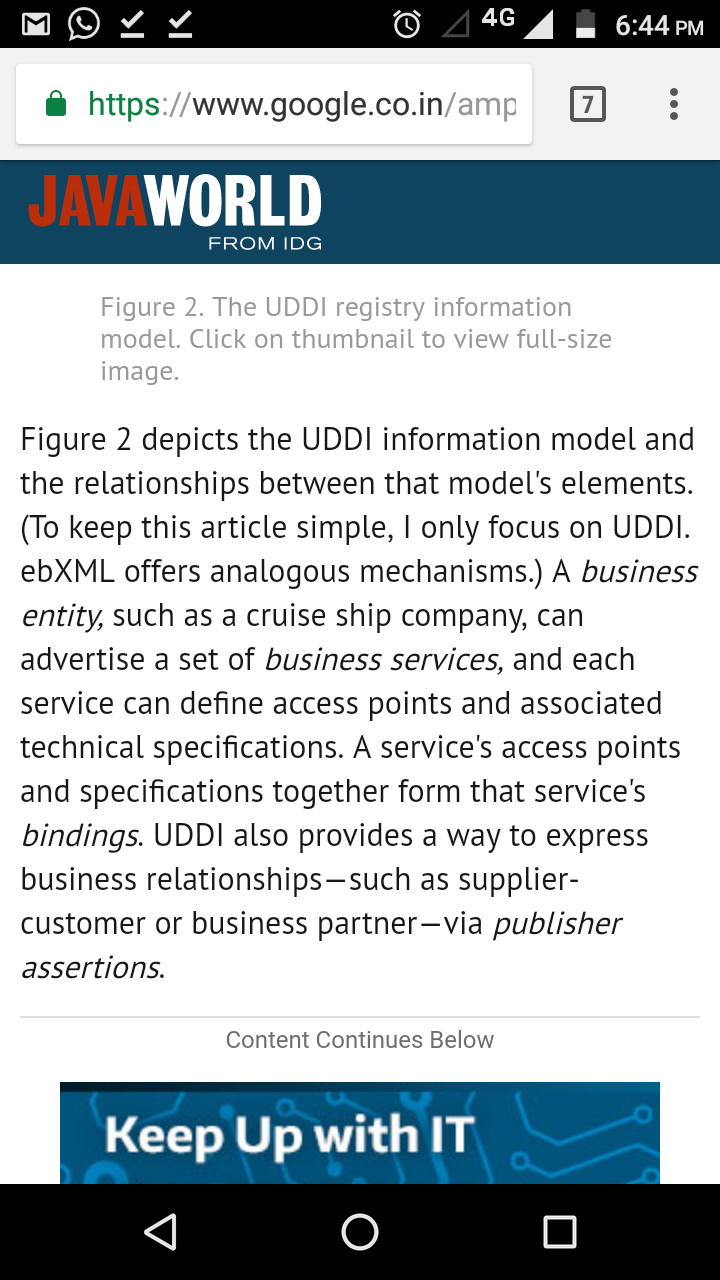 4G 6:44 PM
https://www.google.co.in/amp 7
JAVAWORLD
FROM IDG
Figure 2. The UDDI registry information
model. Click on thumbnail to view full-size
image.
Figure 2 depicts the UDDI information model and
the relationships between that model's elements.
(To keep this article simple, I only focus on UDDI.
ebXML offers analogous mechanisms.) A business
entity, such as a cruise ship company, can
advertise a set of business services, and each
service can define access points and associated
technical specifications. A service's access points
and specifications together form that service's
bindings. UDDI also provides a way to express
business relationships—such as supplier-
customer or business partner—via publisher
assertions.
Content Continues Below
Keep Up with IT